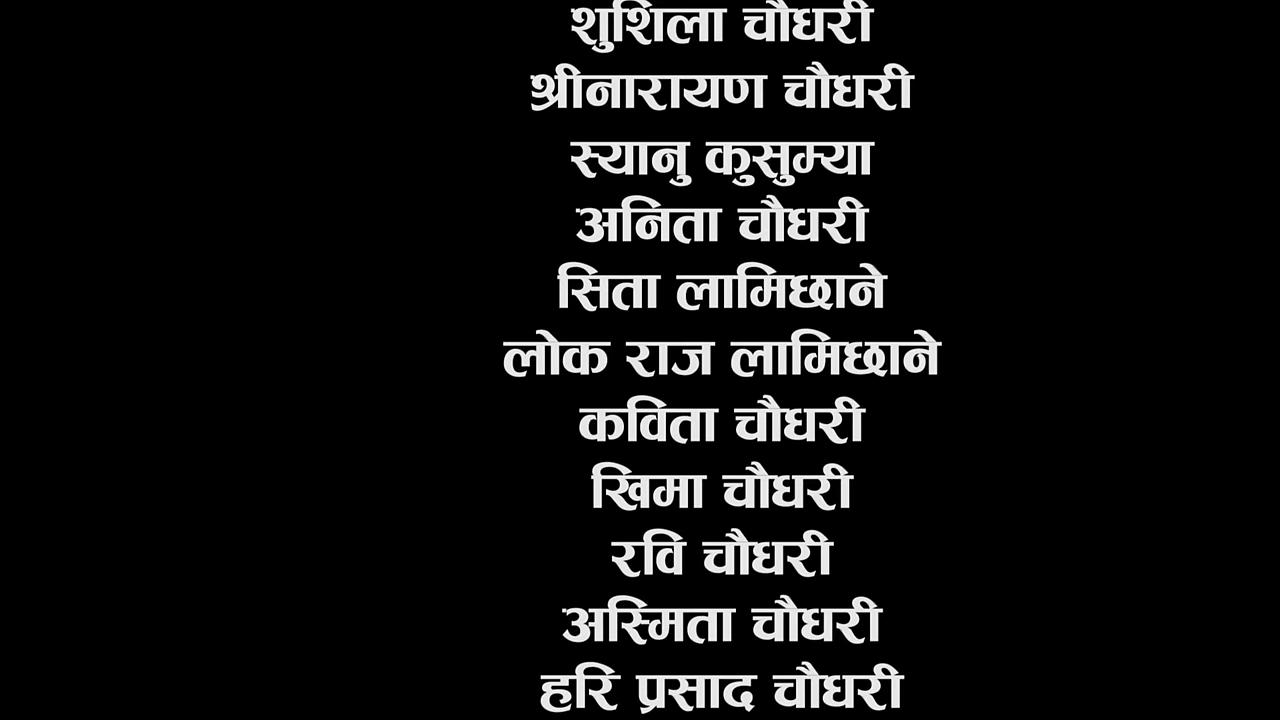 शुशिला चौधरी
श्रीनारायण चौधरी
स्यानु कुसुम्या
अनिता चौधरी
सिता लामिछाने
लोक राज लामिछाने
कविता चौधरी
खिमा चौधरी
रवि चौधरी
अस्मिता चौधरी
हरि प्रसाद चौधरी